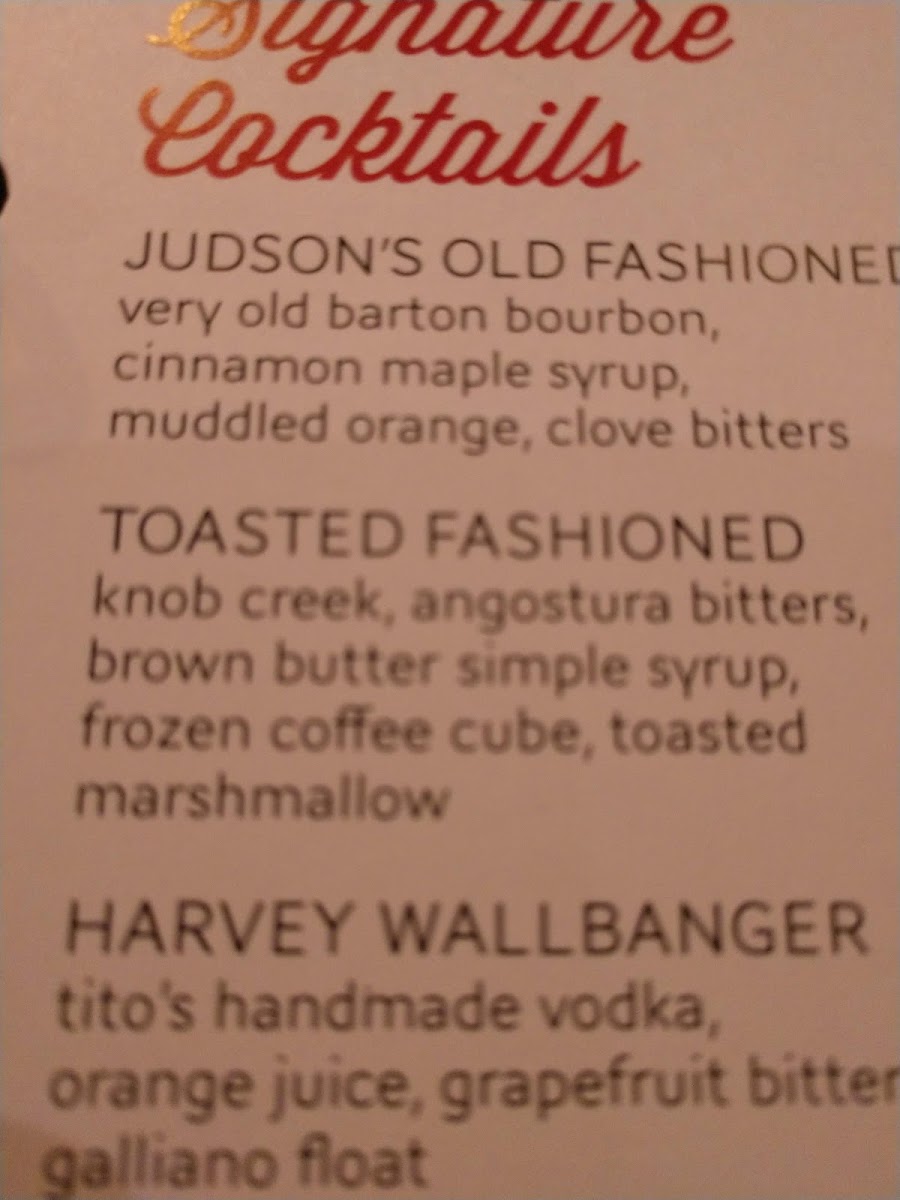 Signature
Cocktails
JUDSON'S OLD FASHIONED
very old barton bourbon,
cinnamon maple syrup,
muddled orange, clove bitters
TOASTED FASHIONED
knob creek, angostura bitters,
brown butter simple syrup,
frozen coffee cube, toasted
marshmallow
HARVEY WALLBANGER
tito's handmade vodka,
orange juice, grapefruit bitter
galliano float